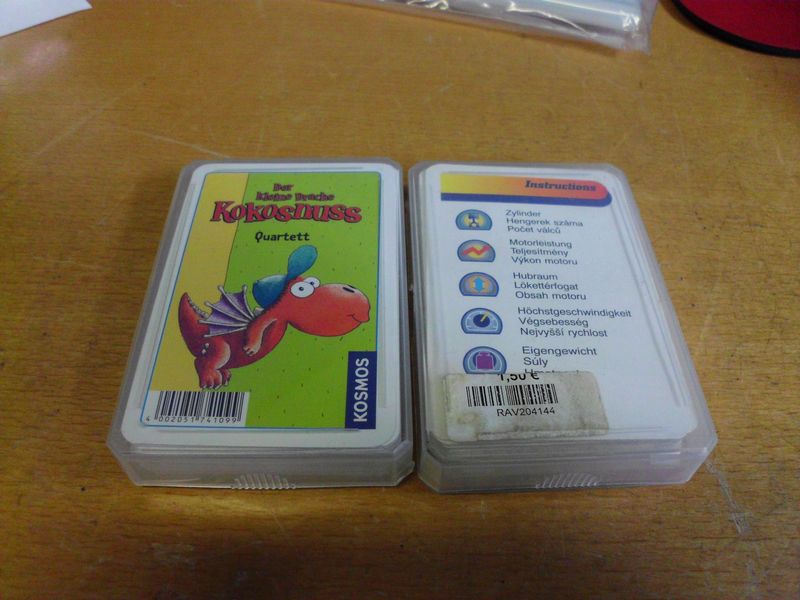 Der
kleine Drache
Kokosnuss
Quartett
KOSMOS
4 002051 741099
Instructions
Zylinder
Hengerek száma
Počet válců
Motorleistung
Teljesítmény
Výkon motoru
Hubraum
Lökettérfogat
Obsah motoru
Höchstgeschwindigkeit
Végsebesség
Nejvyšší rychlost
Eigengewicht
Súly
1,50 €
RAV204144